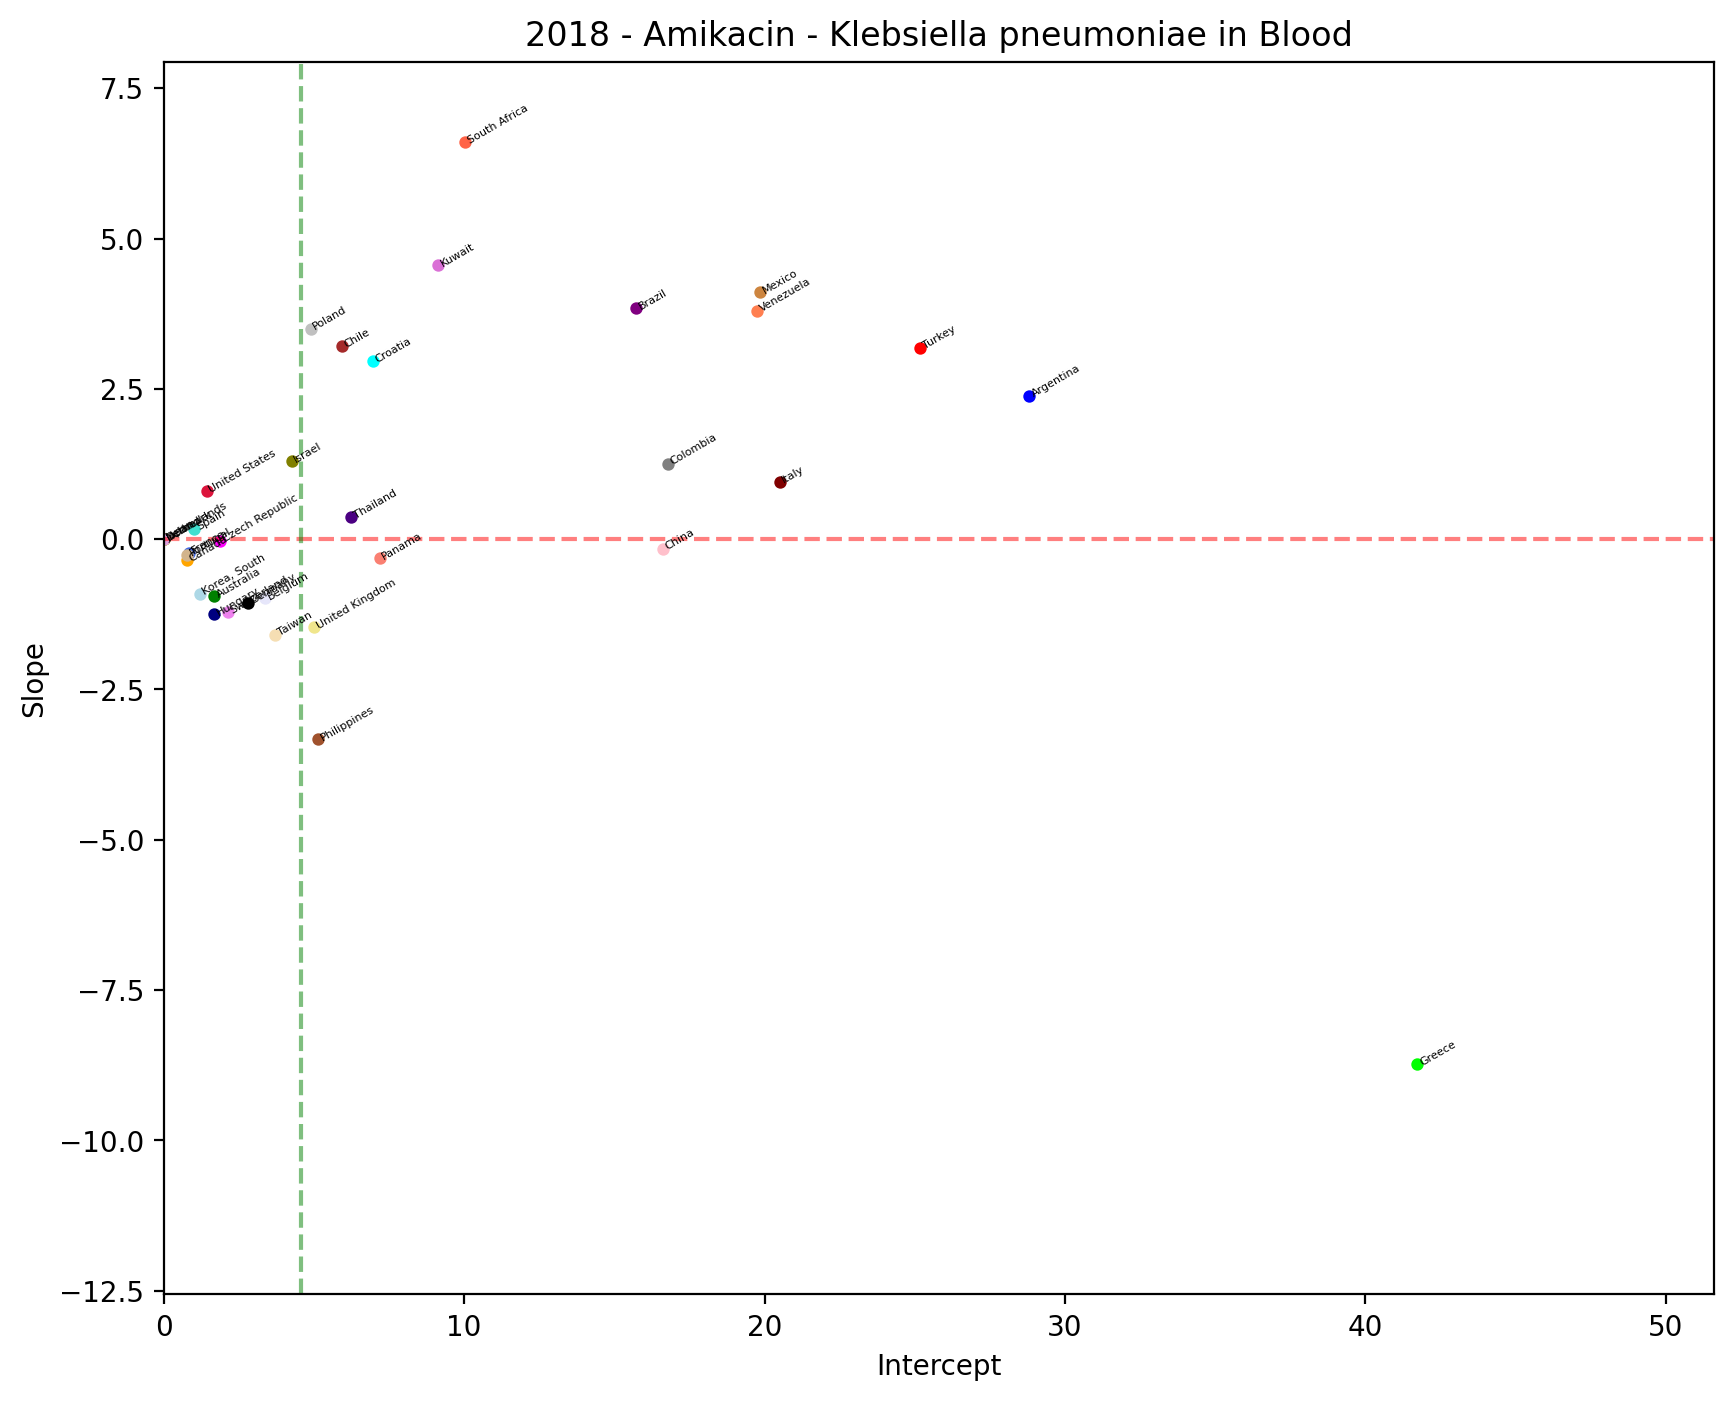 2018 - Amikacin - Klebsiella pneumoniae in Blood
7.5
South Africa
5.0
Kuwait
Mexico
Venezuela
Brazil
Poland
Chile
Croatia
Turkey
2.5
Argentina
Israel
Colombia
United States
Italy
Thailand
Czech Republic
Spain
0.0
Panama
China
Canada
Korea, South
Australia
Hungary
Belgium
Taiwan
United Kingdom
Slope
−2.5
Philippines
−5.0
−7.5
Greece
−10.0
−12.5
0
10
20
30
40
50
Intercept